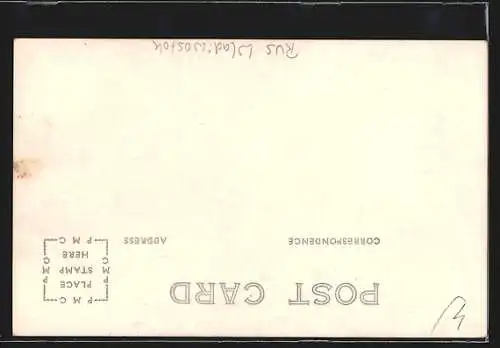 POST CARD
CORRESPONDENCE
ADDRESS
PLACE
STAMP
HERE
P M C
C M P
P M C
P M C
RUS Wladiwostok